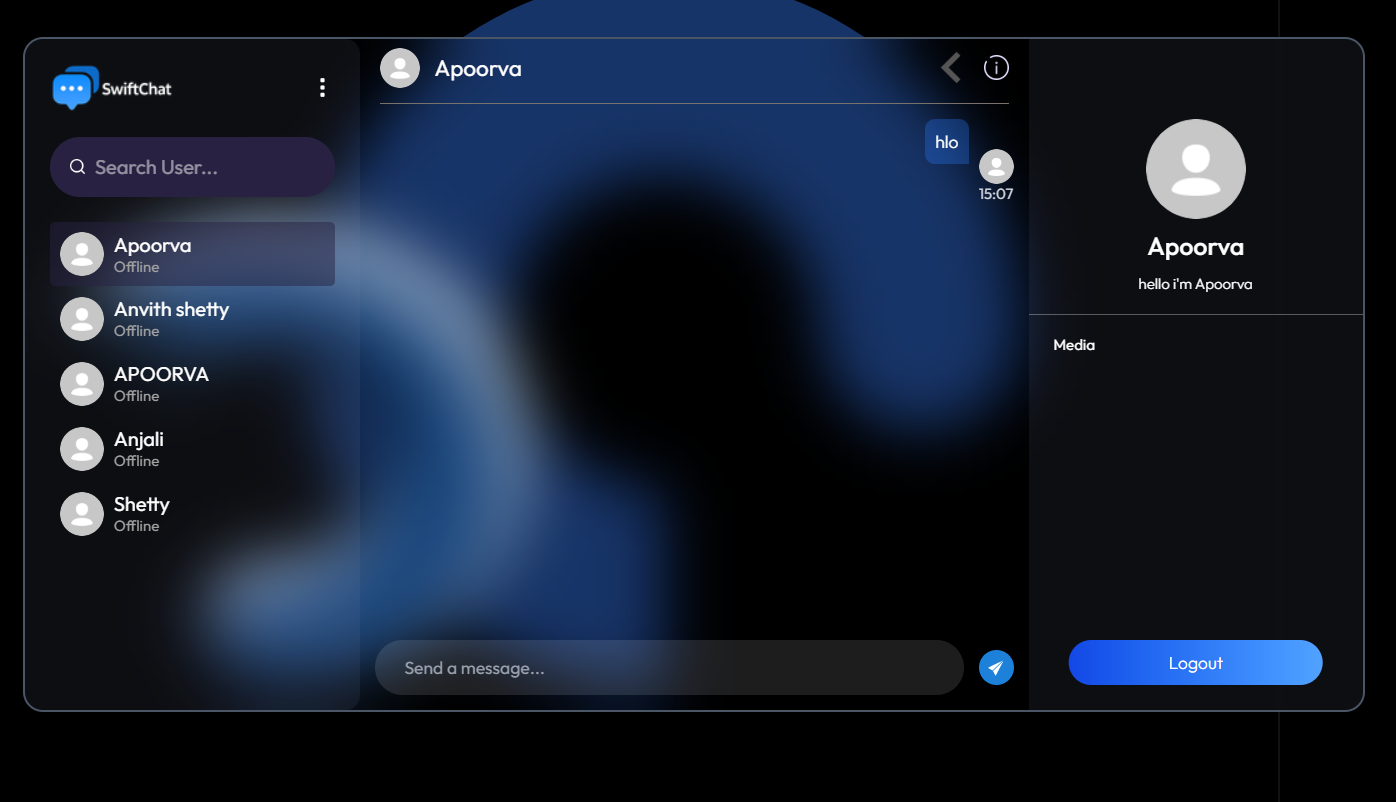 SwiftChat
Search User...
Apoorva
Offline
Anvith shetty
Offline
APOORVA
Offline
Anjali
Offline
Shetty
Offline
Apoorva
hlo
15:07
Send a message...
Apoorva
hello i'm Apoorva
Media
Logout